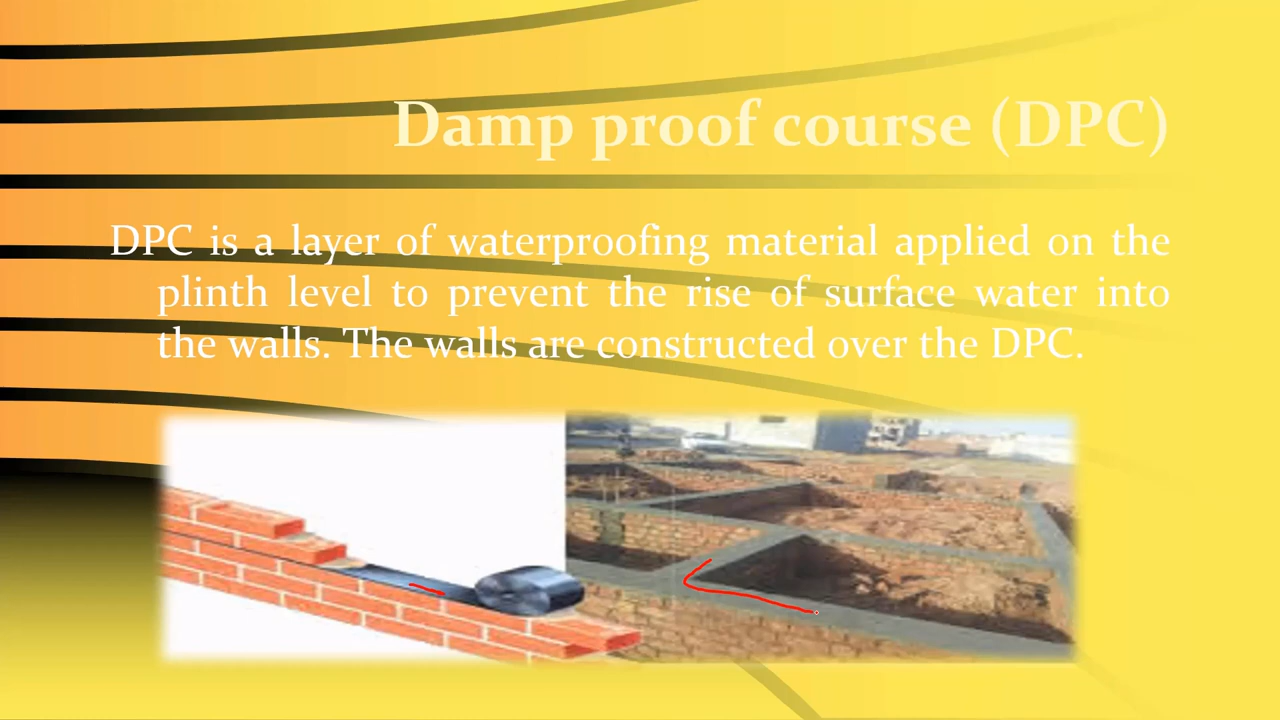 Damp proof course (DPC)
DPC is a layer of waterproofing material applied on the
plinth level to prevent the rise of surface water into
the walls. The walls are constructed over the DPC.